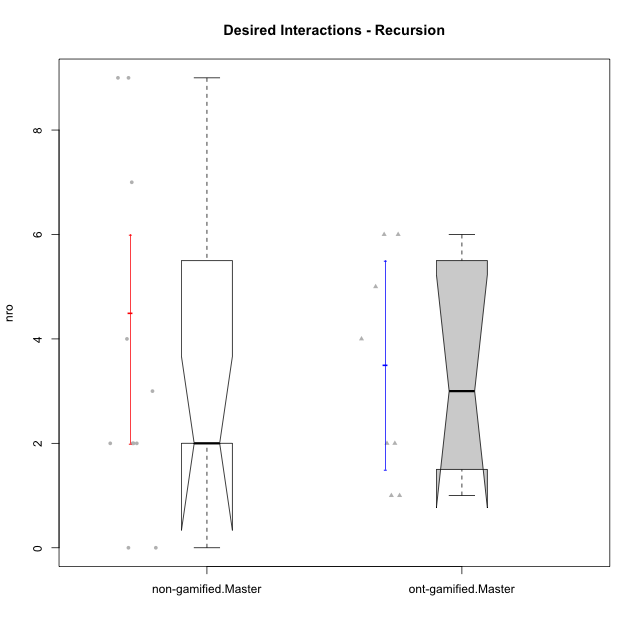 Desired Interactions - Recursion
8
6
4
2
0
nro
non-gamified.Master
ont-gamified.Master